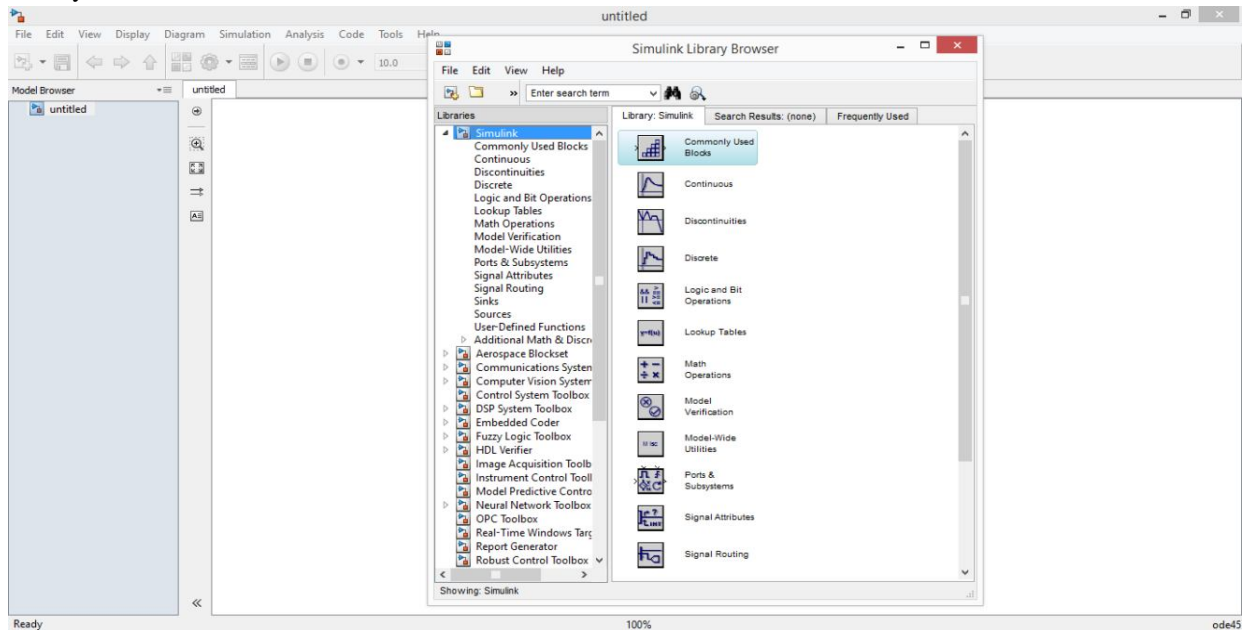 untitled
File Edit View Display Diagram Simulation Analysis Code Tools Help
10.0
Model Browser
untitled
untitled
Simulink Library Browser
File Edit View Help
» Enter search term
Libraries
Simulink
Commonly Used Blocks
Continuous
Discontinuities
Discrete
Logic and Bit Operations
Lookup Tables
Math Operations
Model Verification
Model-Wide Utilities
Ports & Subsystems
Signal Attributes
Signal Routing
Sinks
Sources
User-Defined Functions
Additional Math & Discr
Aerospace Blockset
Communications System
Computer Vision System
Control System Toolbox
DSP System Toolbox
Embedded Coder
Fuzzy Logic Toolbox
HDL Verifier
Image Acquisition Toolb
Instrument Control Tooll
Model Predictive Contro
Neural Network Toolbox
OPC Toolbox
Real-Time Windows Targ
Report Generator
Robust Control Toolbox
Library: Simulink Search Results: (none) Frequently Used
Commonly Used
Blocks
Continuous
Discontinuities
Discrete
Logic and Bit
Operations
y=f(u)
Lookup Tables
Math
Operations
Model
Verification
Model-Wide
Utilities
Ports &
Subsystems
Signal Attributes
Signal Routing
Showing: Simulink
Ready 100% ode45